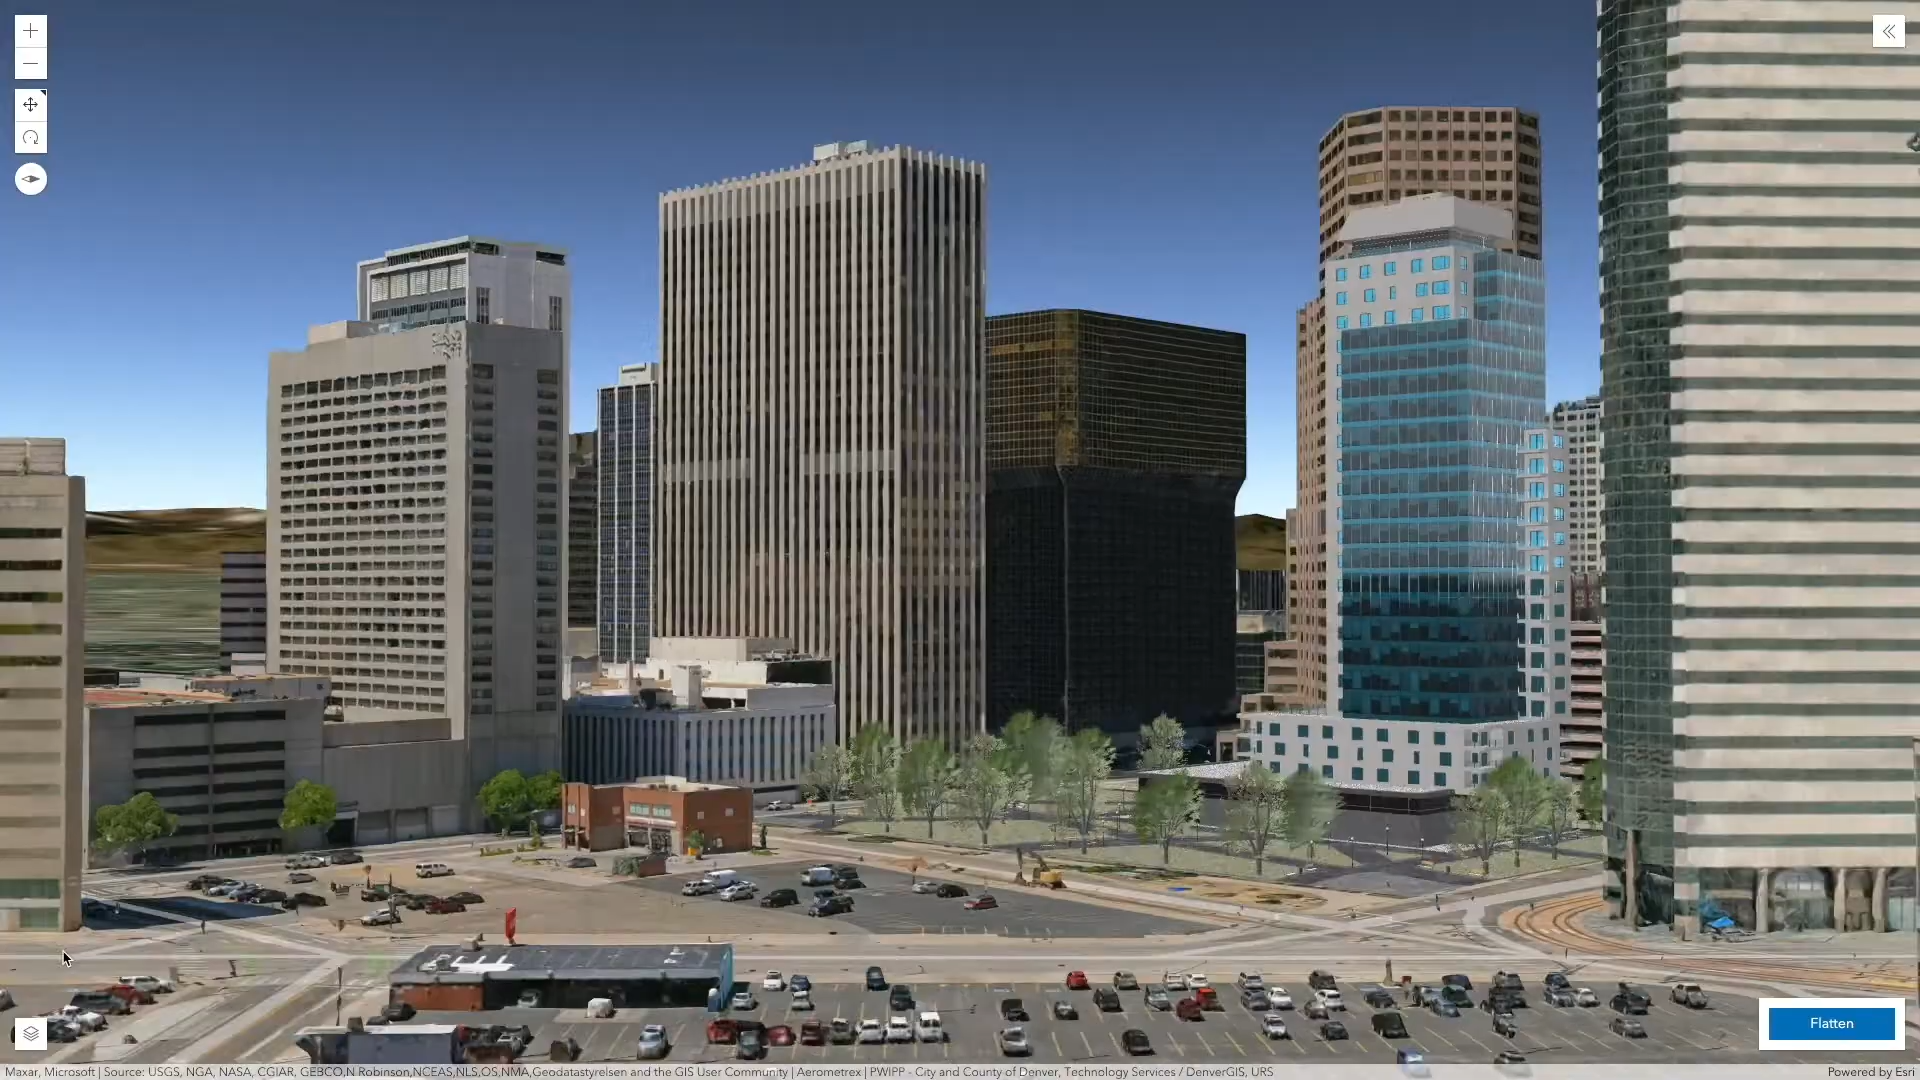 Flatten
Maxar, Microsoft | Source: USGS, NGA, NASA, CGIAR, GEBCO,N Robinson,NCEAS,NLS,OS,NMA,Geodatastyrelsen and the GIS User Community | Aerometrex | PWIPP - City and County of Denver, Technology Services / DenverGIS, USRS
Powered by Esri